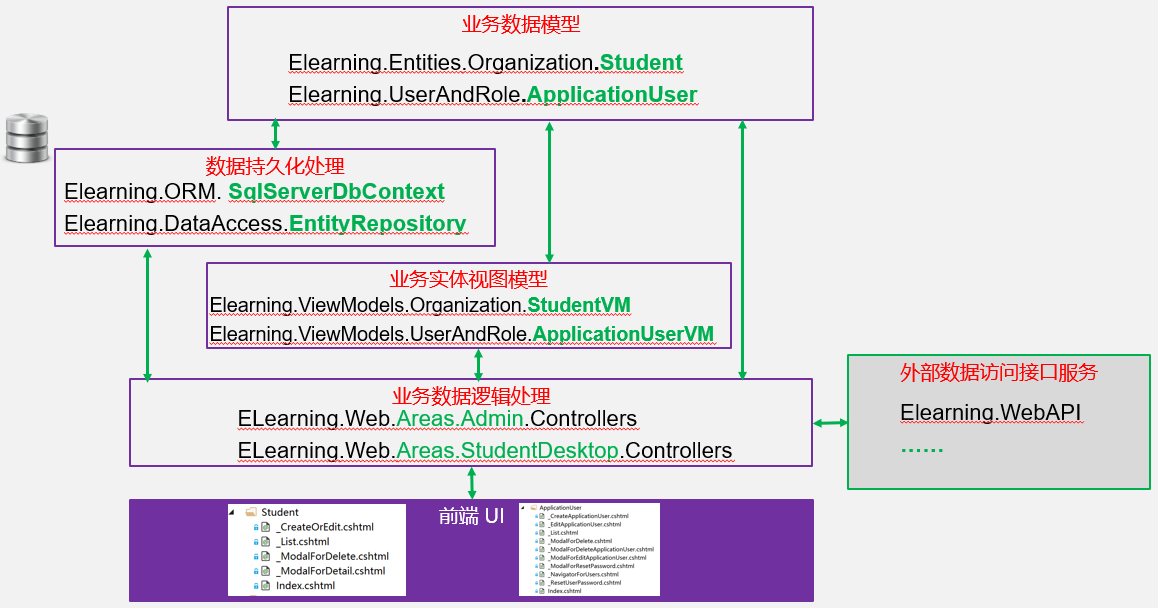 业务数据模型
Elearning.Entities.Organization.Student
Elearning.UserAndRole.ApplicationUser
数据持久化处理
Elearning.ORM. SqlServerDbContext
Elearning.DataAccess.EntityRepository
业务实体视图模型
Elearning.ViewModels.Organization.StudentVM
Elearning.ViewModels.UserAndRole.ApplicationUserVM
业务数据逻辑处理
ELearning.Web.Areas.Admin.Controllers
ELearning.Web.Areas.StudentDesktop.Controllers
外部数据访问接口服务
Elearning.WebAPI
……
前端 UI
Student
_CreateOrEdit.cshtml
_List.cshtml
_ModalForDelete.cshtml
_ModalForDetail.cshtml
Index.cshtml
ApplicationUser
_CreateApplicationUser.cshtml
_EditApplicationUser.cshtml
_List.cshtml
_ModalForDelete.cshtml
_ModalForDeleteApplicationUser.cshtml
_ModalForEditApplicationUser.cshtml
_ModalForResetPassword.cshtml
_NavigatorForUsers.cshtml
_ResetUserPassword.cshtml
Index.cshtml